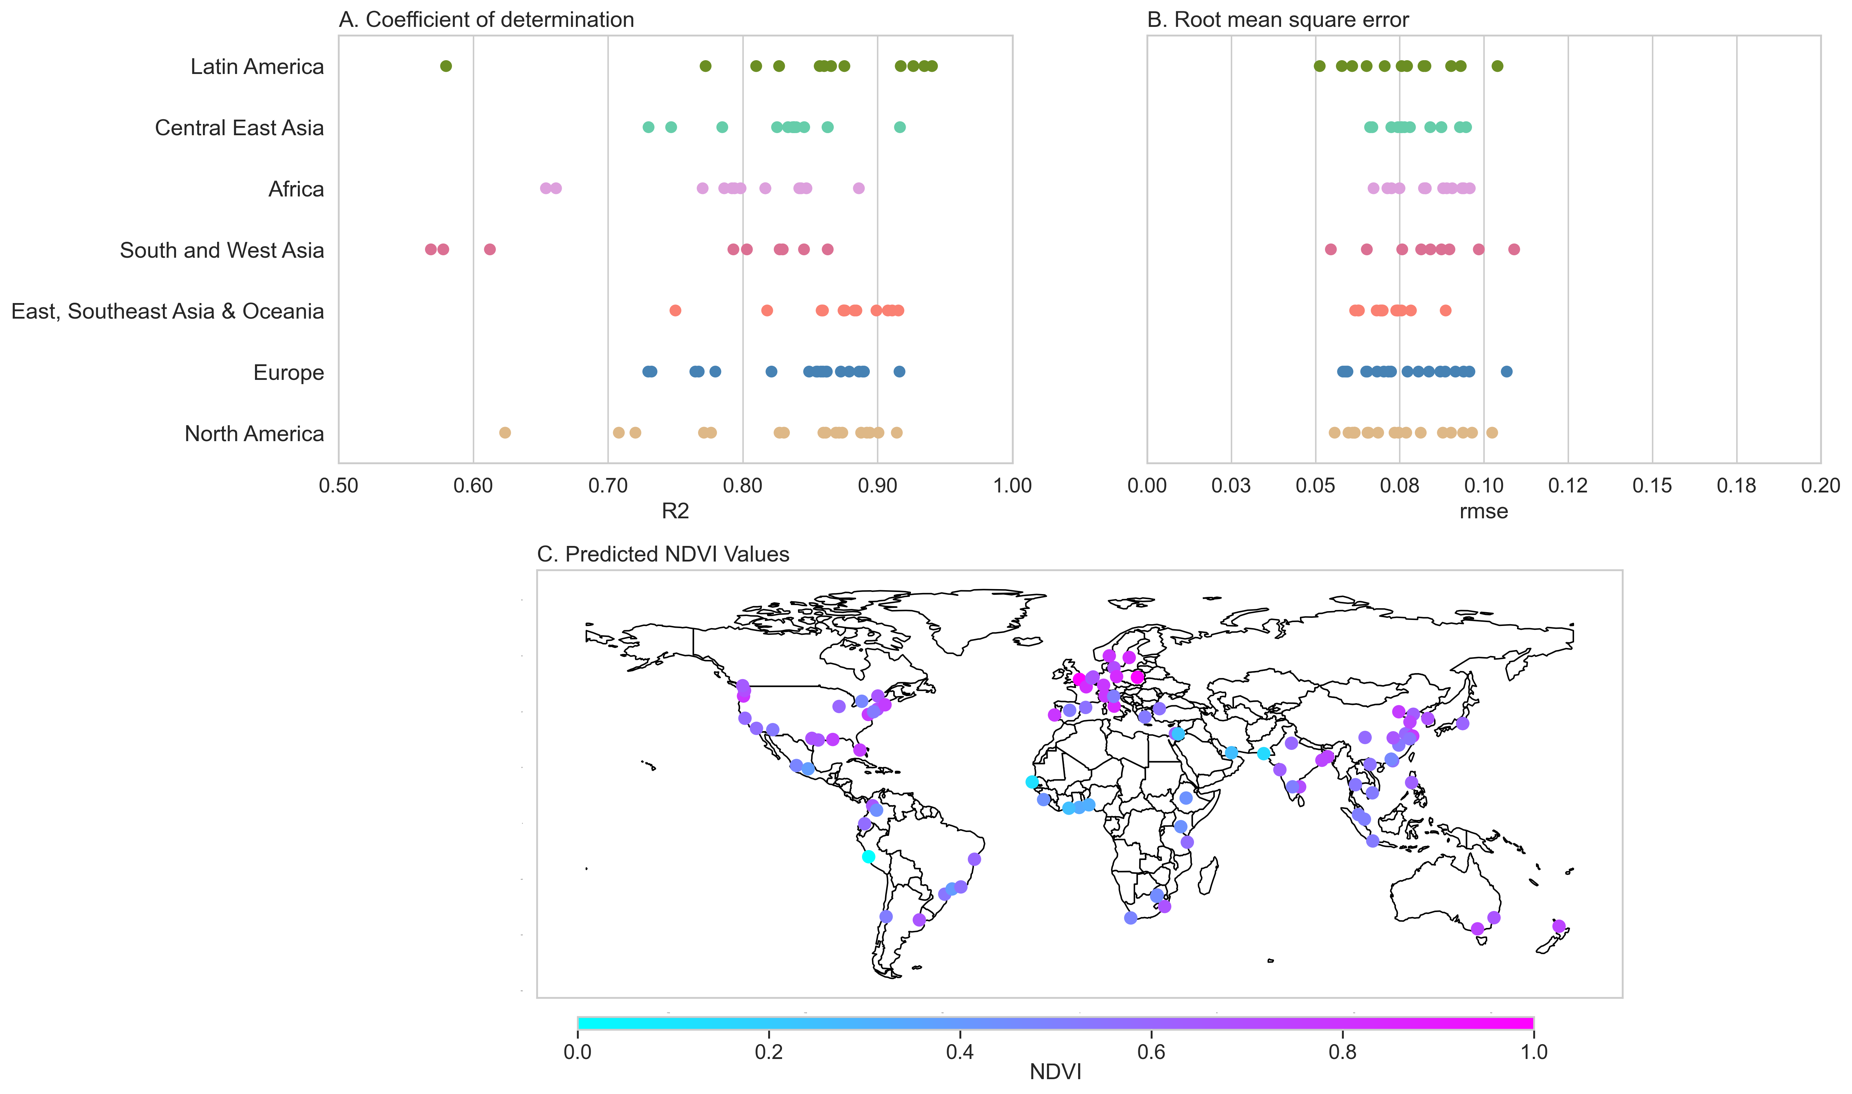 A. Coefficient of determination
B. Root mean square error
Latin America
Central East Asia
Africa
South and West Asia
East, Southeast Asia & Oceania
Europe
North America
0.50 0.60 0.70 0.80 0.90 1.00
R2
0.00 0.03 0.05 0.08 0.10 0.12 0.15 0.18 0.20
rmse
C. Predicted NDVI Values
0.0 0.2 0.4 0.6 0.8 1.0
NDVI